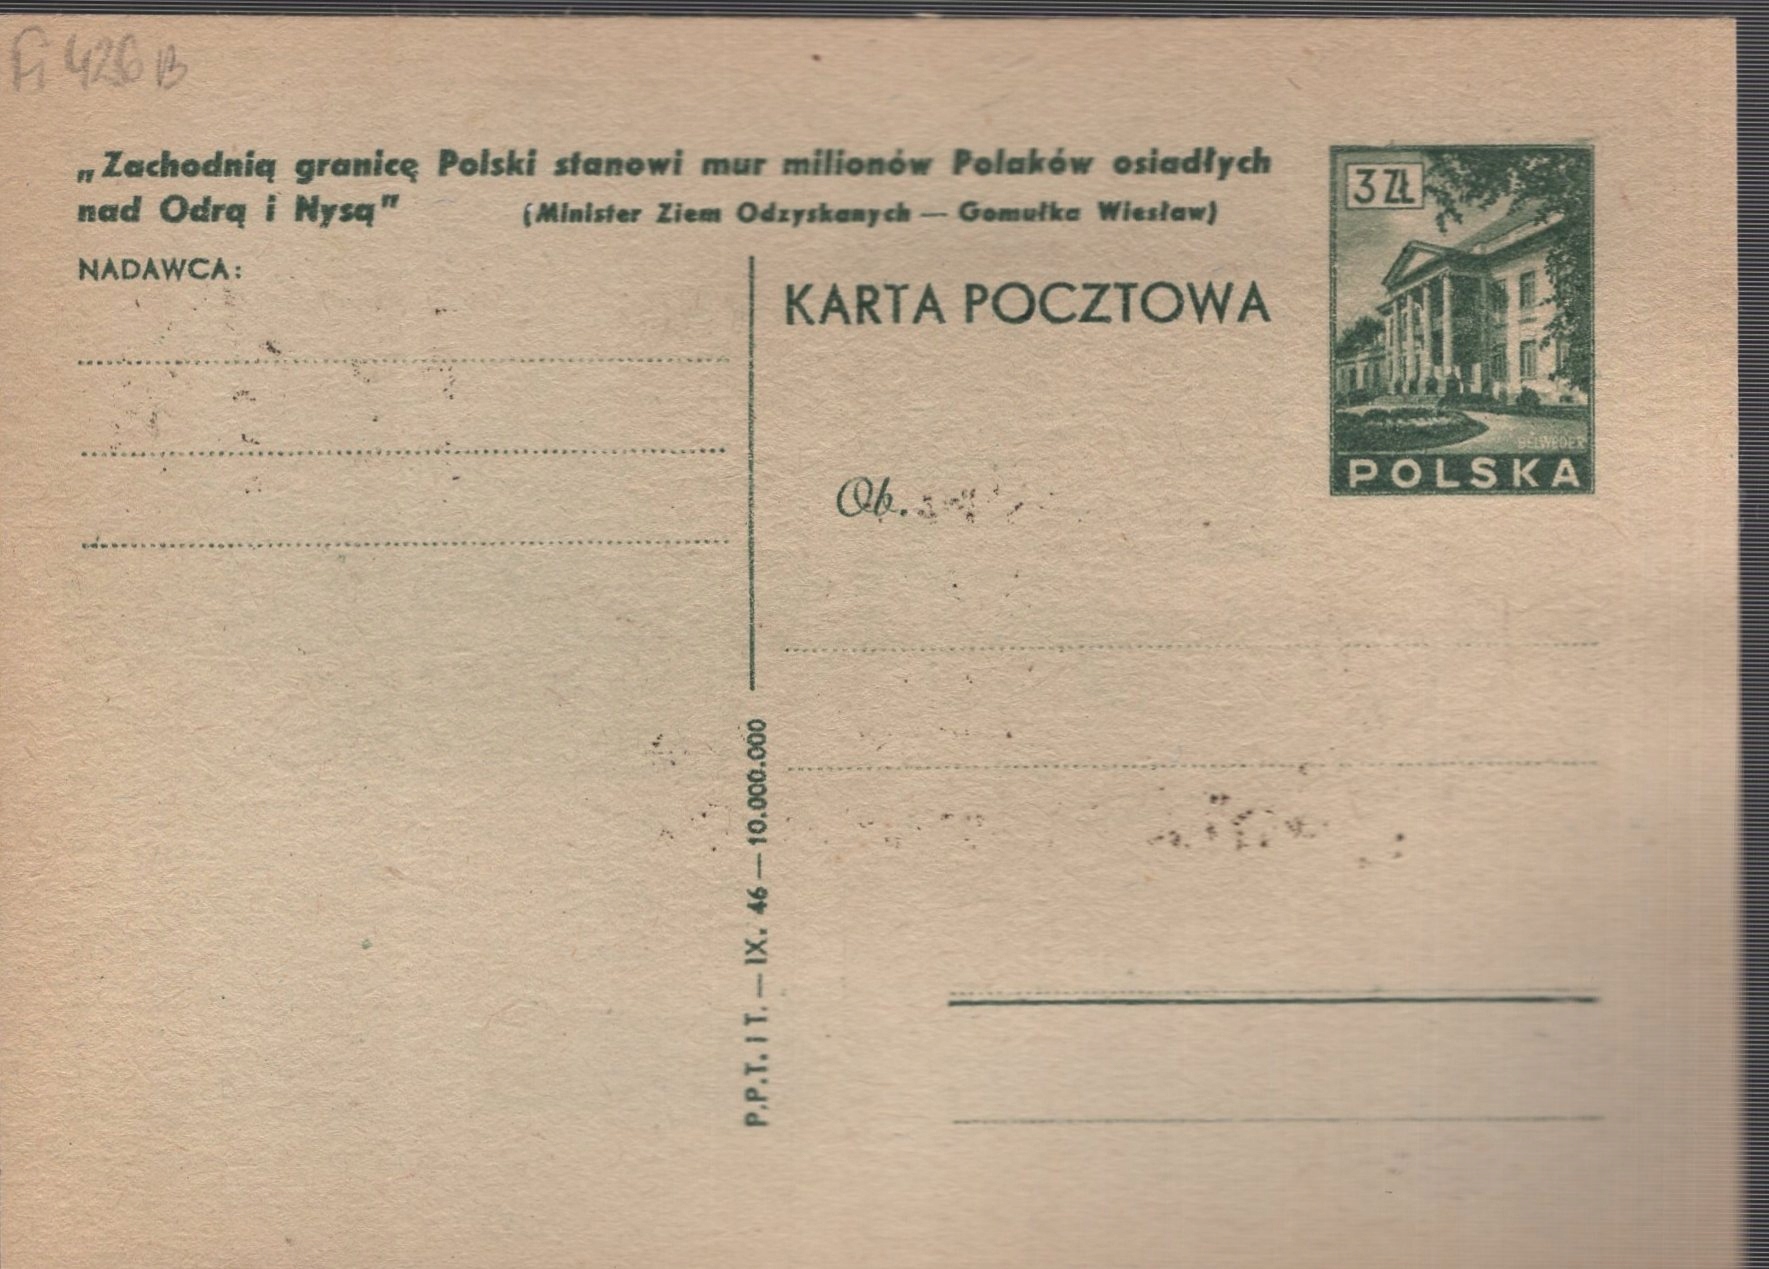 Fi 426 B
„Zachodnią granicę Polski stanowi mur milionów Polaków osiadłych
nad Odrą i Nysą”
(Minister Ziem Odzyskanych — Gomułka Wiesław)
NADAWCA:
KARTA POCZTOWA
3 ZŁ
BELWEDER
POLSKA
Ob.
P.P.T. i T. — IX. 46 — 10.000.000